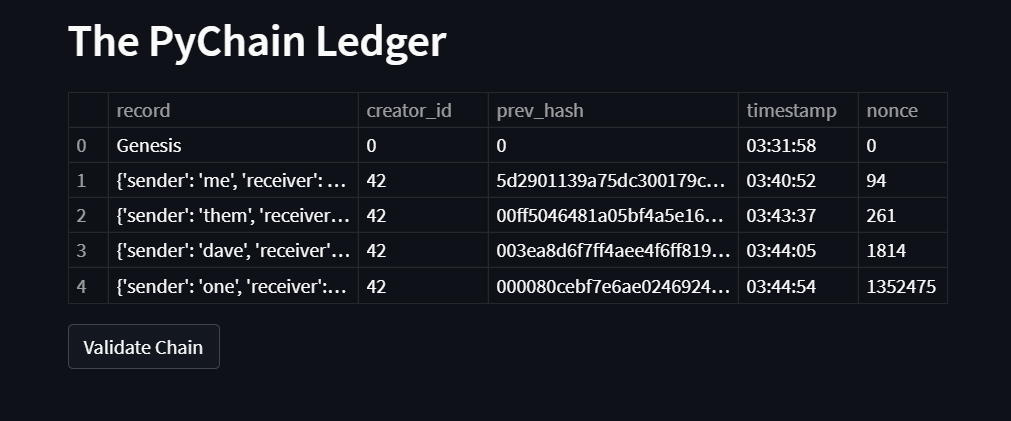 The PyChain Ledger
record creator_id prev_hash timestamp nonce
0 Genesis 0 0 03:31:58 0
1 {'sender': 'me', 'receiver': ... 42 5d2901139a75dc300179c... 03:40:52 94
2 {'sender': 'them', 'receiver... 42 00ff5046481a05bf4a5e16... 03:43:37 261
3 {'sender': 'dave', 'receiver'... 42 003ea8d6f7ff4aee4f6ff819... 03:44:05 1814
4 {'sender': 'one', 'receiver':... 42 000080cebf7e6ae0246924... 03:44:54 1352475
Validate Chain